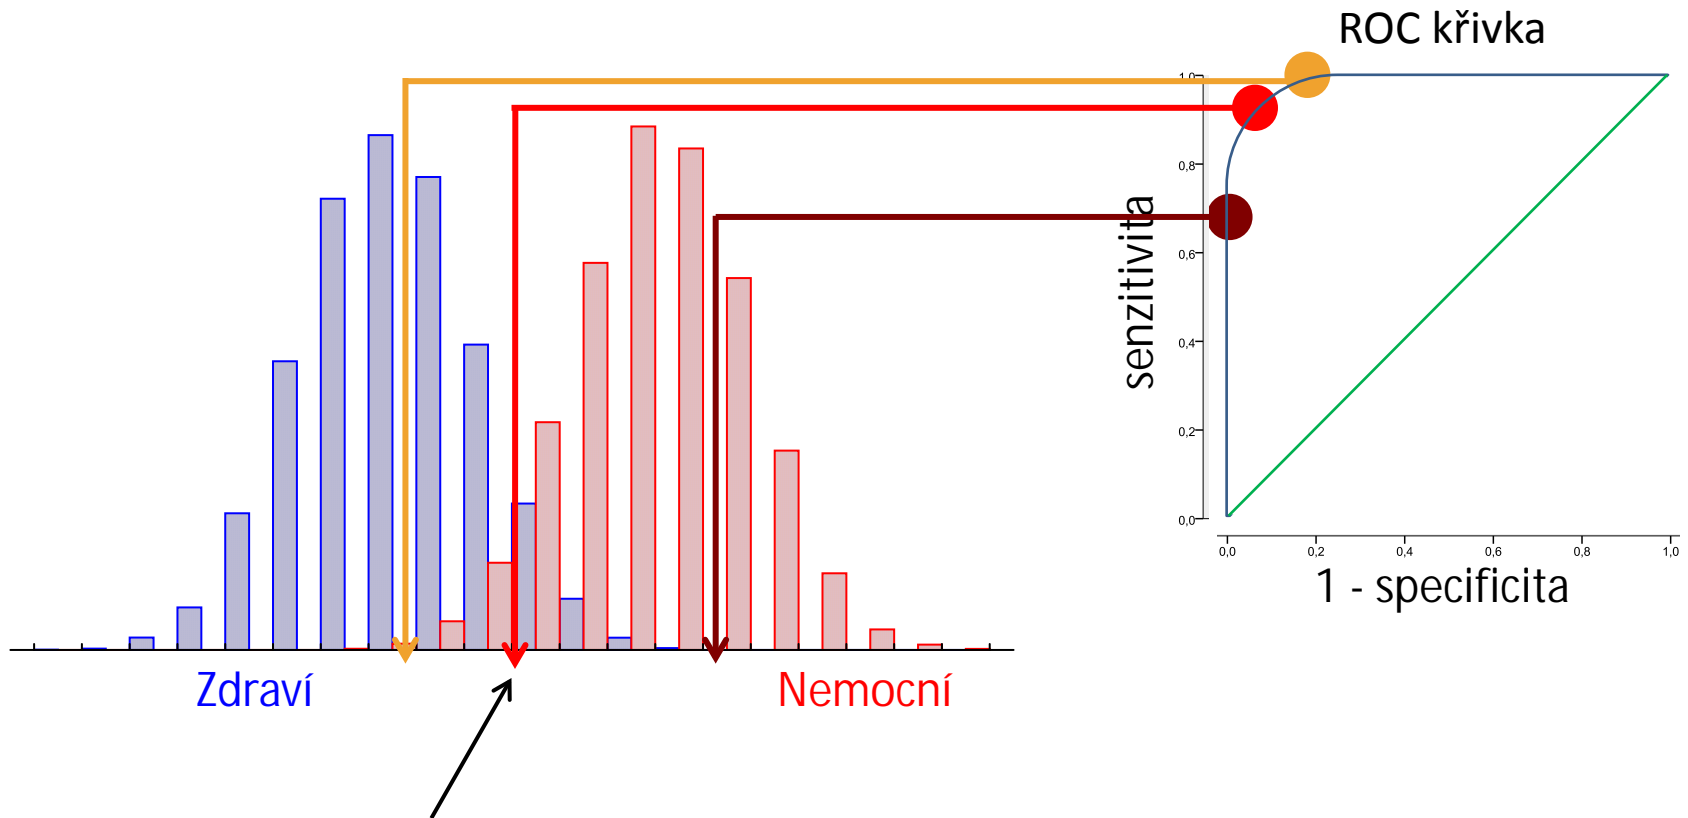 ROC křivka
1,0
0,8
0,6
0,4
0,2
0,0
senzitivita
0,0 0,2 0,4 0,6 0,8 1,0
1 - specificita
Zdraví
Nemocní